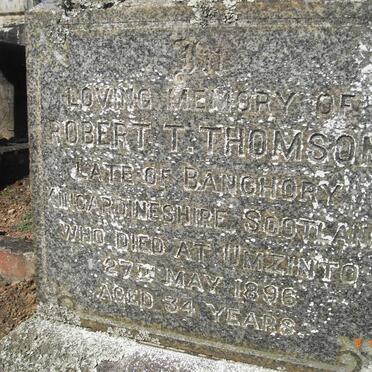 In
LOVING MEMORY OF
ROBERT T. THOMSON
LATE OF BANCHORY
KINCARDINESHIRE SCOTLAND
WHO DIED AT UMZINTO
27TH MAY 1896
AGED 34 YEARS